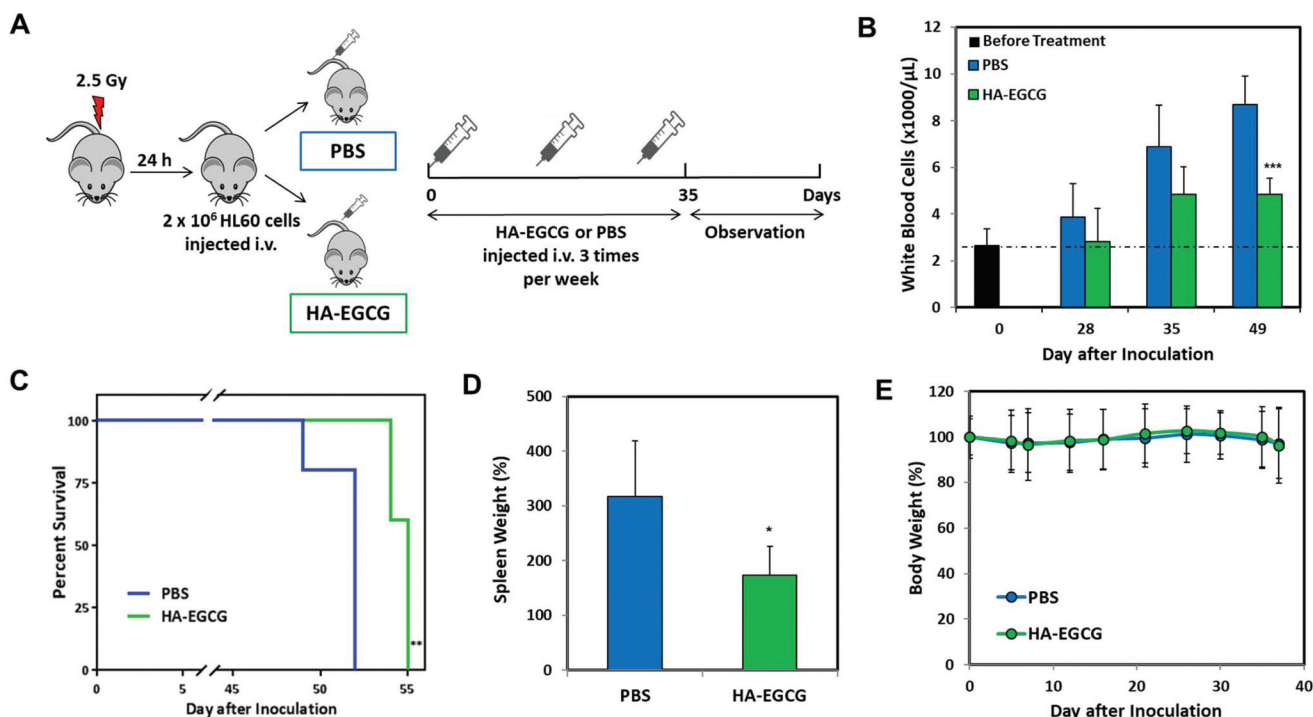 A
2.5 Gy
24 h
2 x 10⁶ HL60 cells
injected i.v.
PBS
HA-EGCG
0
35
Days
HA-EGCG or PBS
injected i.v. 3 times
per week
Observation
B
White Blood Cells (x1000/µL)
12
10
8
6
4
2
0
Before Treatment
PBS
HA-EGCG
***
0 28 35 49
Day after Inoculation
C
Percent Survival
100
75
50
25
0
PBS
HA-EGCG
**
0 5 45 50 55
Day after Inoculation
D
Spleen Weight (%)
500
400
300
200
100
0
*
PBS HA-EGCG
E
Body Weight (%)
120
100
80
60
40
20
0
PBS
HA-EGCG
0 10 20 30 40
Day after Inoculation